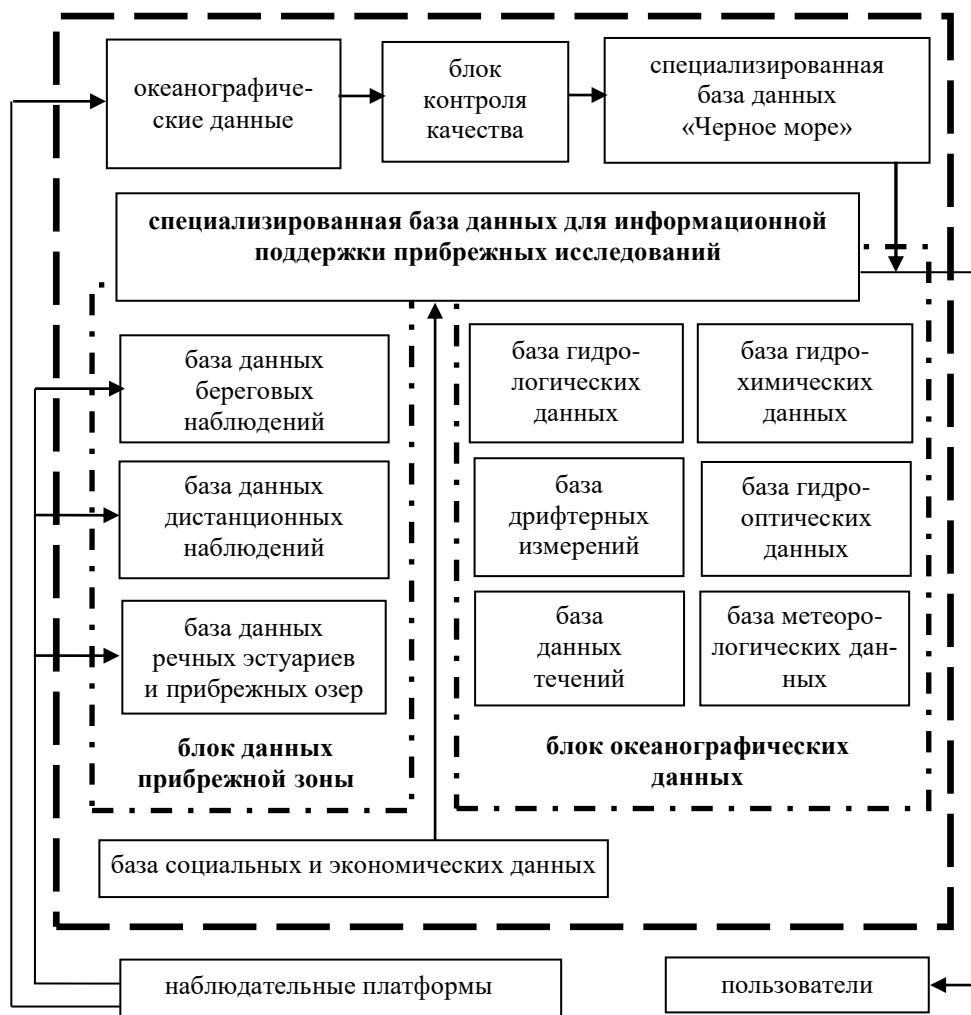 океанографиче-
ские данные
блок
контроля
качества
специализированная
база данных
«Черное море»
специализированная база данных для информационной
поддержки прибрежных исследований
база данных
береговых
наблюдений
база данных
дистанционных
наблюдений
база данных
речных эстуариев
и прибрежных озер
блок данных
прибрежной зоны
база гидро-
логических
данных
база гидро-
химических
данных
база
дрифтерных
измерений
база гидро-
оптических
данных
база
данных
течений
база метеоро-
логических дан-
ных
блок океанографических
данных
база социальных и экономических данных
наблюдательные платформы
пользователи